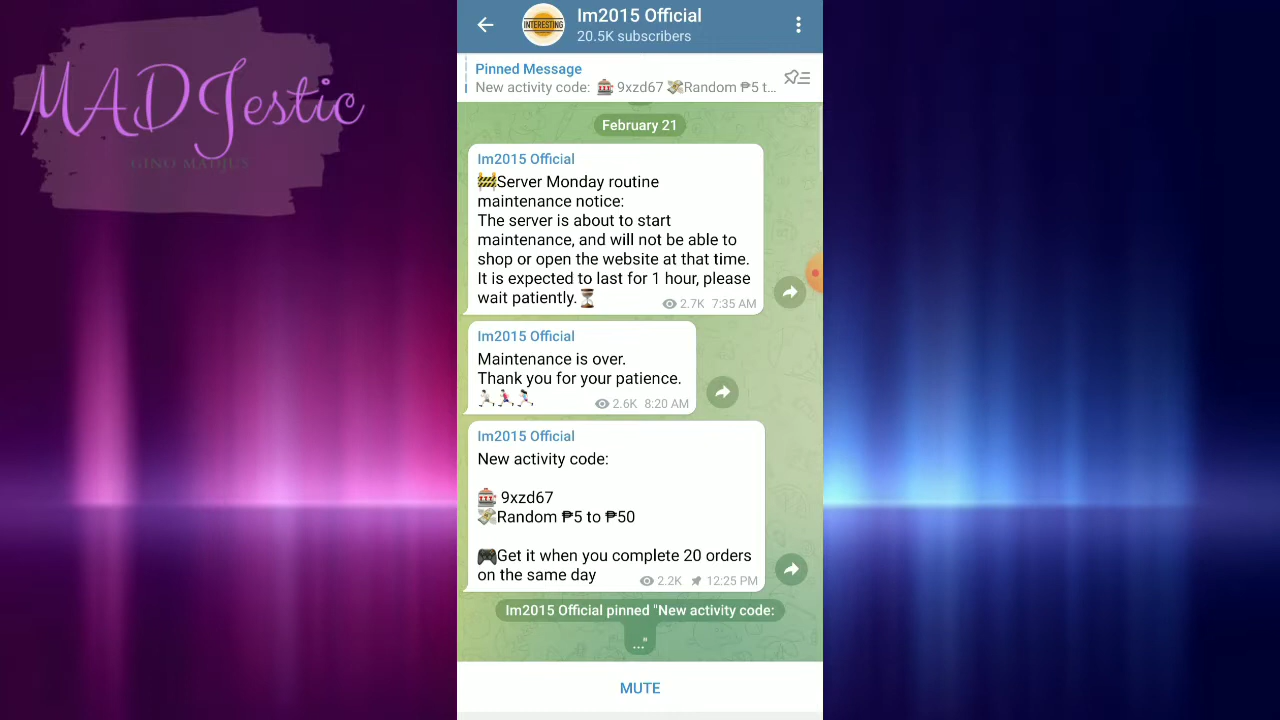 MADJestic
GINO MADJUS
INTERESTING
Im2015 Official
20.5K subscribers
Pinned Message
New activity code: 🎰 9xzd67 💸Random ₱5 t...
February 21
Im2015 Official
🚧Server Monday routine
maintenance notice:
The server is about to start
maintenance, and will not be able to
shop or open the website at that time.
It is expected to last for 1 hour, please
wait patiently.⏳ 2.7K 7:35 AM
Im2015 Official
Maintenance is over.
Thank you for your patience.
🏃🏻🏃🏻🏃🏻‍♀️ 2.6K 8:20 AM
Im2015 Official
New activity code:
🎰 9xzd67
💸Random ₱5 to ₱50
🎮Get it when you complete 20 orders
on the same day 2.2K 12:25 PM
Im2015 Official pinned "New activity code:
..."
MUTE